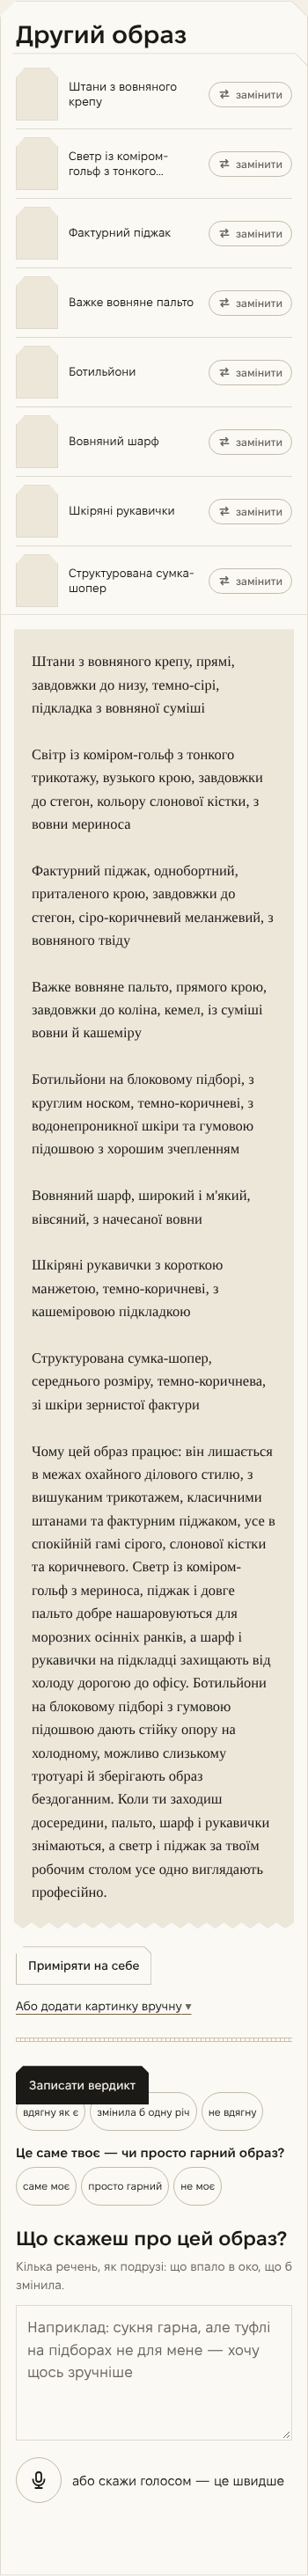 Другий образ
Штани з вовняного
крепу
замінити
Светр із коміром-
гольф з тонкого...
замінити
Фактурний піджак
замінити
Важке вовняне пальто
замінити
Ботильйони
замінити
Вовняний шарф
замінити
Шкіряні рукавички
замінити
Структурована сумка-
шопер
замінити
Штани з вовняного крепу, прямі,
завдовжки до низу, темно-сірі,
підкладка з вовняної суміші
Світр із коміром-гольф з тонкого
трикотажу, вузького крою, завдовжки
до стегон, кольору слонової кістки, з
вовни мериноса
Фактурний піджак, однобортний,
приталеного крою, завдовжки до
стегон, сіро-коричневий меланжевий, з
вовняного твіду
Важке вовняне пальто, прямого крою,
завдовжки до коліна, кемел, із суміші
вовни й кашеміру
Ботильйони на блоковому підборі, з
круглим носком, темно-коричневі, з
водонепроникної шкіри та гумовою
підошвою з хорошим зчепленням
Вовняний шарф, широкий і м'який,
вівсяний, з начесаної вовни
Шкіряні рукавички з короткою
манжетою, темно-коричневі, з
кашеміровою підкладкою
Структурована сумка-шопер,
середнього розміру, темно-коричнева,
зі шкіри зернистої фактури
Чому цей образ працює: він лишається
в межах охайного ділового стилю, з
вишуканим трикотажем, класичними
штанами та фактурним піджаком, усе в
спокійній гамі сірого, слонової кістки
та коричневого. Светр із коміром-
гольф з мериноса, піджак і довге
пальто добре нашаровуються для
морозних осінніх ранків, а шарф і
рукавички на підкладці захищають від
холоду дорогою до офісу. Ботильйони
на блоковому підборі з гумовою
підошвою дають стійку опору на
холодному, можливо слизькому
тротуарі й зберігають образ
бездоганним. Коли ти заходиш
досередини, пальто, шарф і рукавички
знімаються, а светр і піджак за твоїм
робочим столом усе одно виглядають
професійно.
Приміряти на себе
Або додати картинку вручну ▾
Записати вердикт
вдягну як є
змінила б одну річ
не вдягну
Це саме твоє — чи просто гарний образ?
саме моє
просто гарний
не моє
Що скажеш про цей образ?
Кілька речень, як подрузі: що впало в око, що б
змінила.
Наприклад: сукня гарна, але туфлі
на підборах не для мене — хочу
щось зручніше
або скажи голосом — це швидше